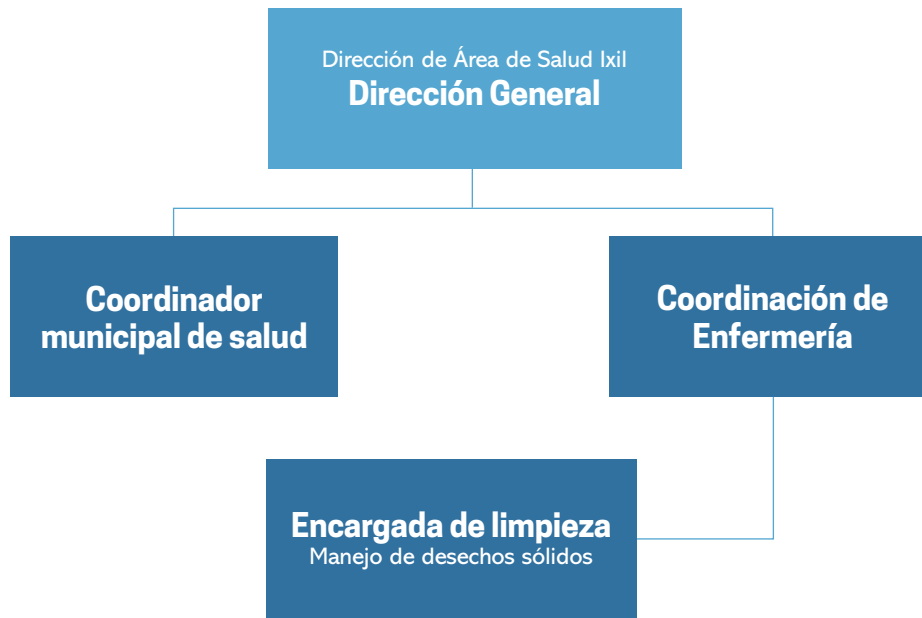 Dirección de Área de Salud Ixil
Dirección General
Coordinador
municipal de salud
Coordinación de
Enfermería
Encargada de limpieza
Manejo de desechos sólidos